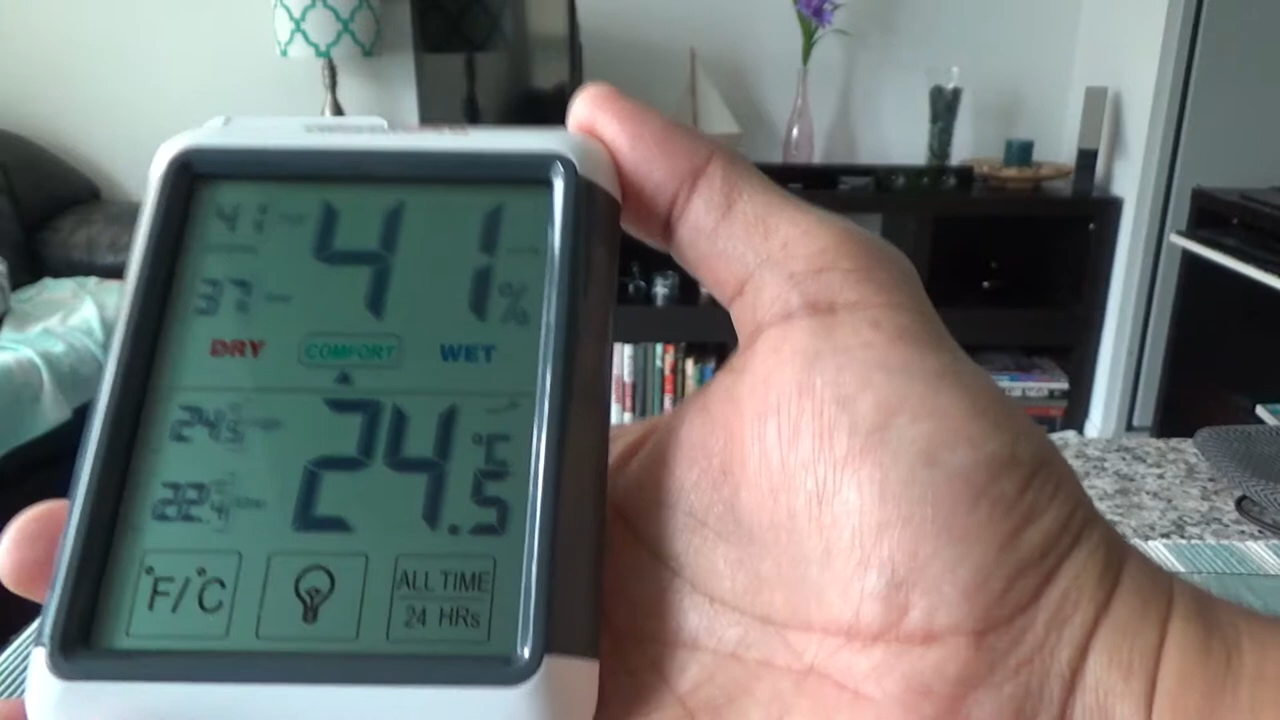 41 41 %
37
DRY COMFORT WET
24.5 24.5 °C
22.4
°F/°C ALL TIME
24 HRs